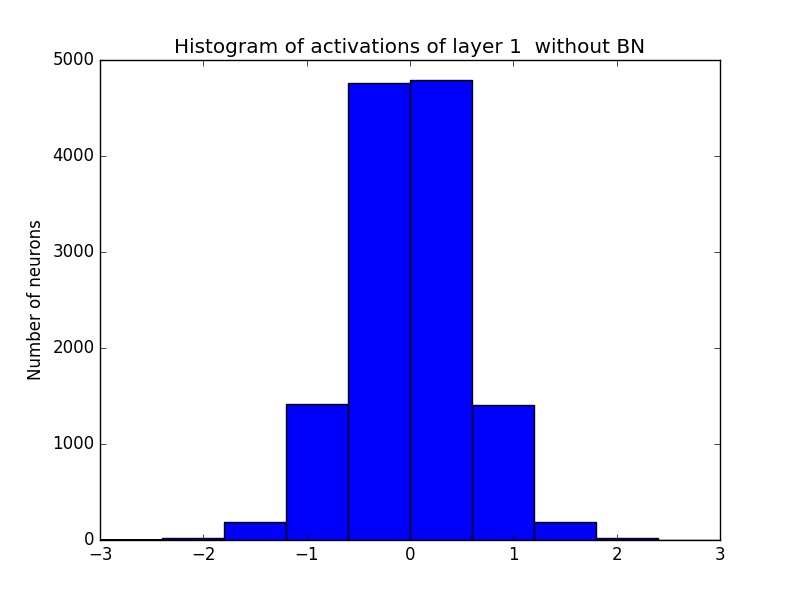 Histogram of activations of layer 1  without BN
5000
4000
3000
2000
1000
0
Number of neurons
−3 −2 −1 0 1 2 3